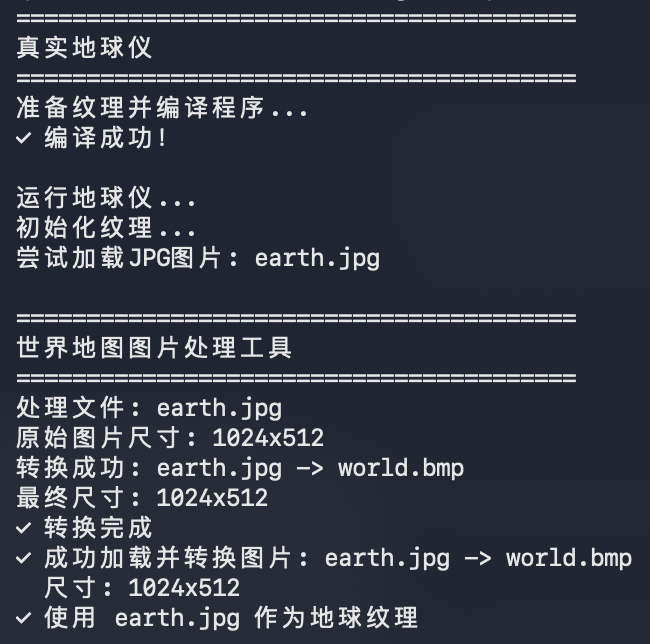 ========================================
真实地球仪
========================================
准备纹理并编译程序...
✓ 编译成功!
运行地球仪...
初始化纹理...
尝试加载JPG图片: earth.jpg
========================================
世界地图图片处理工具
========================================
处理文件: earth.jpg
原始图片尺寸: 1024x512
转换成功: earth.jpg -> world.bmp
最终尺寸: 1024x512
✓ 转换完成
✓ 成功加载并转换图片: earth.jpg -> world.bmp
尺寸: 1024x512
✓ 使用 earth.jpg 作为地球纹理